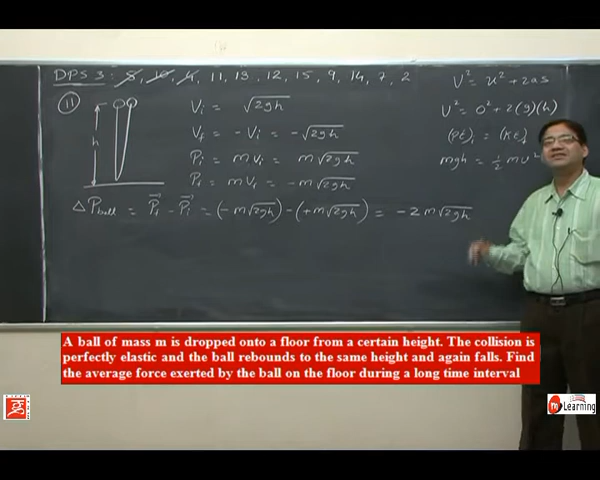 DPS 3 : 8, 10, 4, 11, 13, 12, 15, 9, 14, 7, 2
V² = u² + 2as
11
V² = 0² + 2(g)(h)
Vi = √2gh
Vf = -Vi = -√2gh
(PE)i = (KE)f
Pi = mVi = m√2gh
mgh = ½ mv²
Pf = mVf = -m√2gh
h
ΔPball = Pf - Pi = (-m√2gh) - (+m√2gh) = -2m√2gh
A ball of mass m is dropped onto a floor from a certain height. The collision is
perfectly elastic and the ball rebounds to the same height and again falls. Find
the average force exerted by the ball on the floor during a long time interval
m Learning